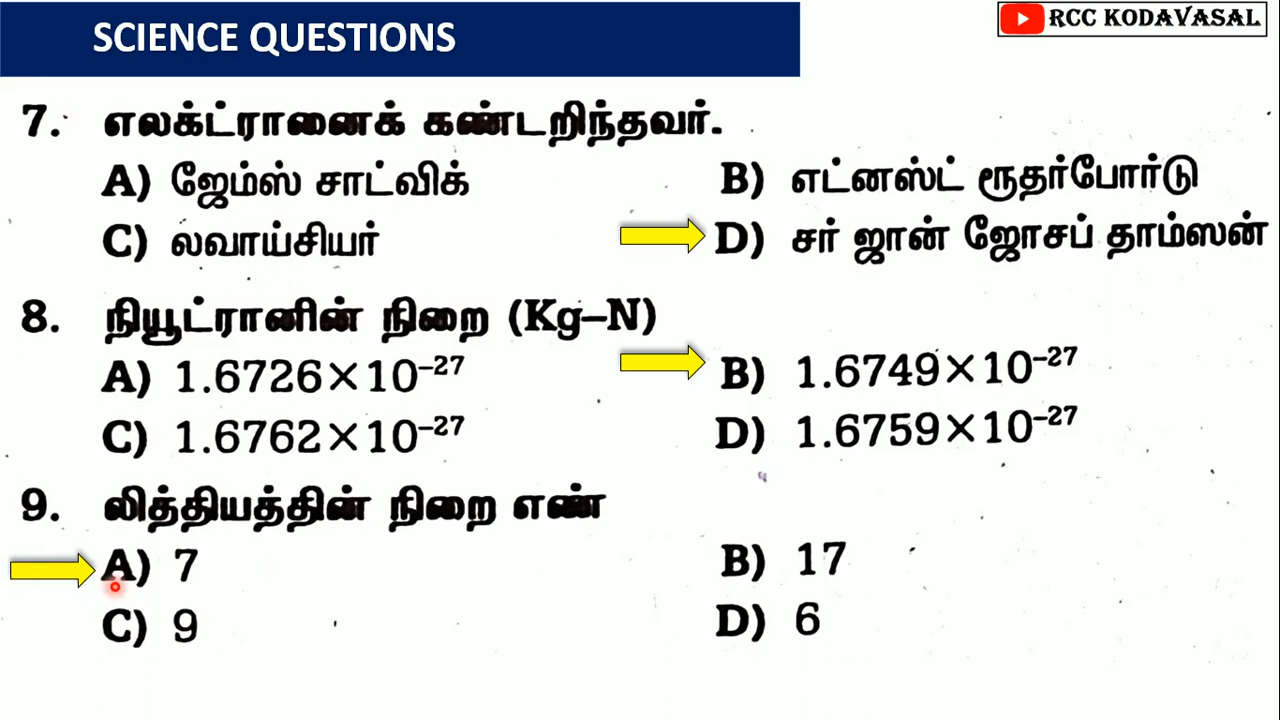 SCIENCE QUESTIONS
RCC KODAVASAL
7. எலக்ட்ரானைக் கண்டறிந்தவர்.
A) ஜேம்ஸ் சாட்விக் B) எட்னஸ்ட் ரூதர்போர்டு
C) லவாய்சியர் D) சர் ஜான் ஜோசப் தாம்ஸன்
8. நியூட்ரானின் நிறை (Kg–N)
A) 1.6726×10⁻²⁷ B) 1.6749×10⁻²⁷
C) 1.6762×10⁻²⁷ D) 1.6759×10⁻²⁷
9. லித்தியத்தின் நிறை எண்
A) 7 B) 17
C) 9 D) 6